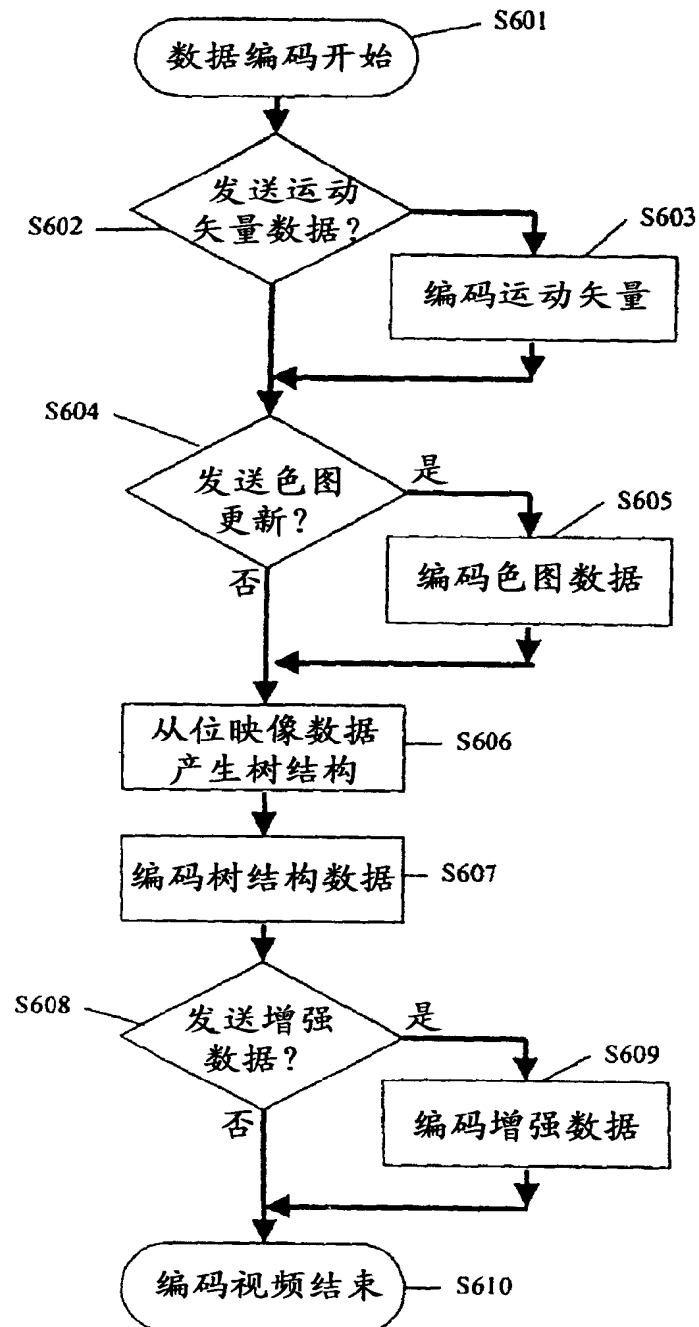 S601
数据编码开始
发送运动
矢量数据?
S602
S603
编码运动矢量
S604
发送色图
更新?
是
否
S605
编码色图数据
从位映像数据
产生树结构
S606
编码树结构数据
S607
S608
发送增强
数据?
是
否
S609
编码增强数据
编码视频结束
S610